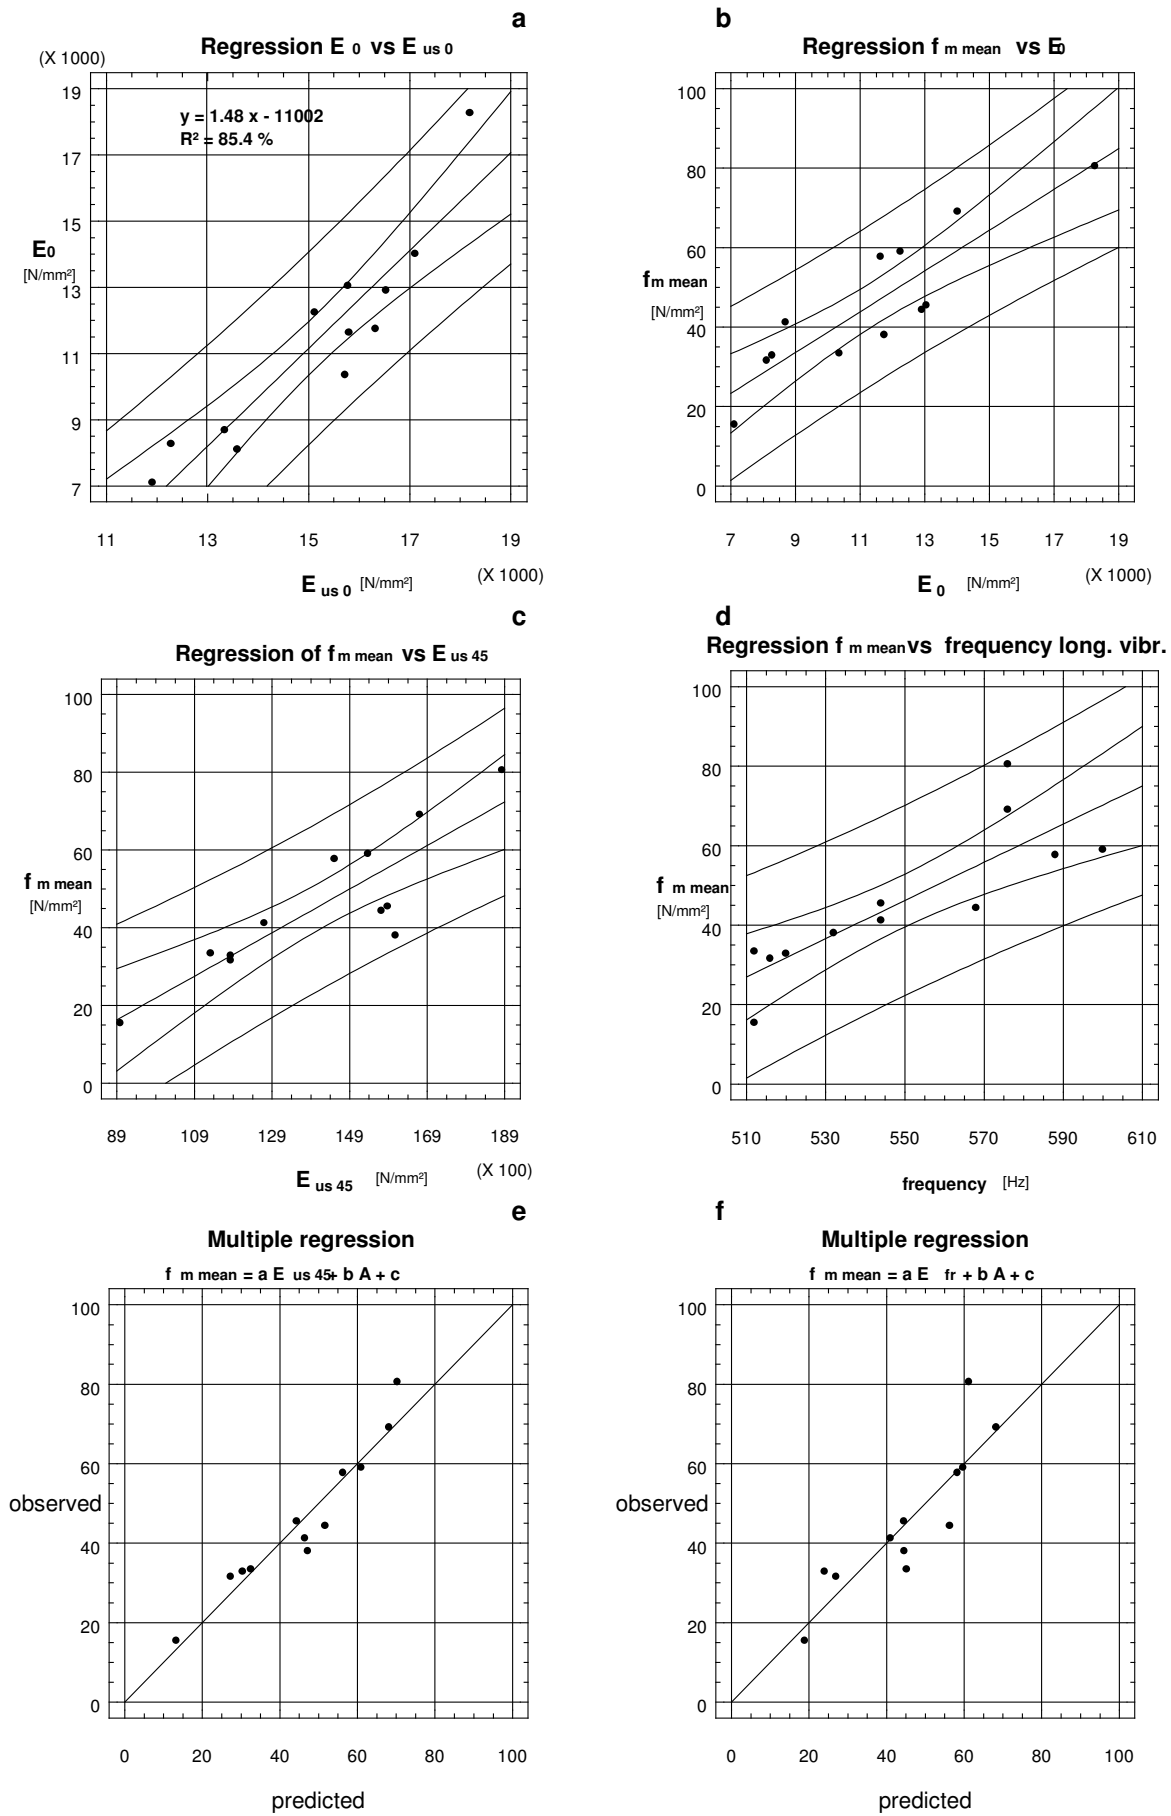 a
Regression E 0 vs E us 0
(X 1000)
y = 1.48 x - 11002
R² = 85.4 %
19
17
15
13
11
9
7
E0
[N/mm²]
11 13 15 17 19
(X 1000)
E us 0 [N/mm²]
b
Regression f m mean vs E0
100
80
60
40
20
0
fm mean
[N/mm²]
7 9 11 13 15 17 19
(X 1000)
E 0 [N/mm²]
c
Regression of f m mean vs E us 45
100
80
60
40
20
0
f m mean
[N/mm²]
89 109 129 149 169 189
(X 100)
E us 45 [N/mm²]
d
Regression f m mean vs frequency long. vibr.
100
80
60
40
20
0
f m mean
[N/mm²]
510 530 550 570 590 610
frequency [Hz]
e
Multiple regression
f m mean = a E us 45 + b A + c
100
80
60
40
20
0
observed
0 20 40 60 80 100
predicted
f
Multiple regression
f m mean = a E fr + b A + c
100
80
60
40
20
0
observed
0 20 40 60 80 100
predicted